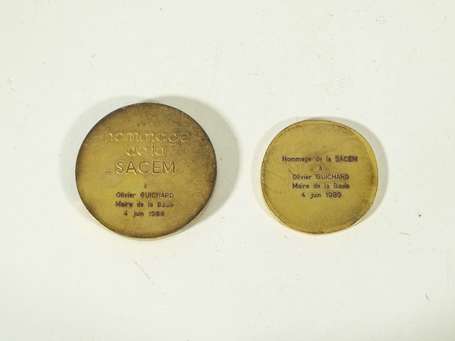 hommage
de la
SACEM
à
Olivier GUICHARD
Maire de la Baule
4 juin 1988
Hommage de la SACEM
à
Olivier GUICHARD
Maire de la Baule
4 juin 1989